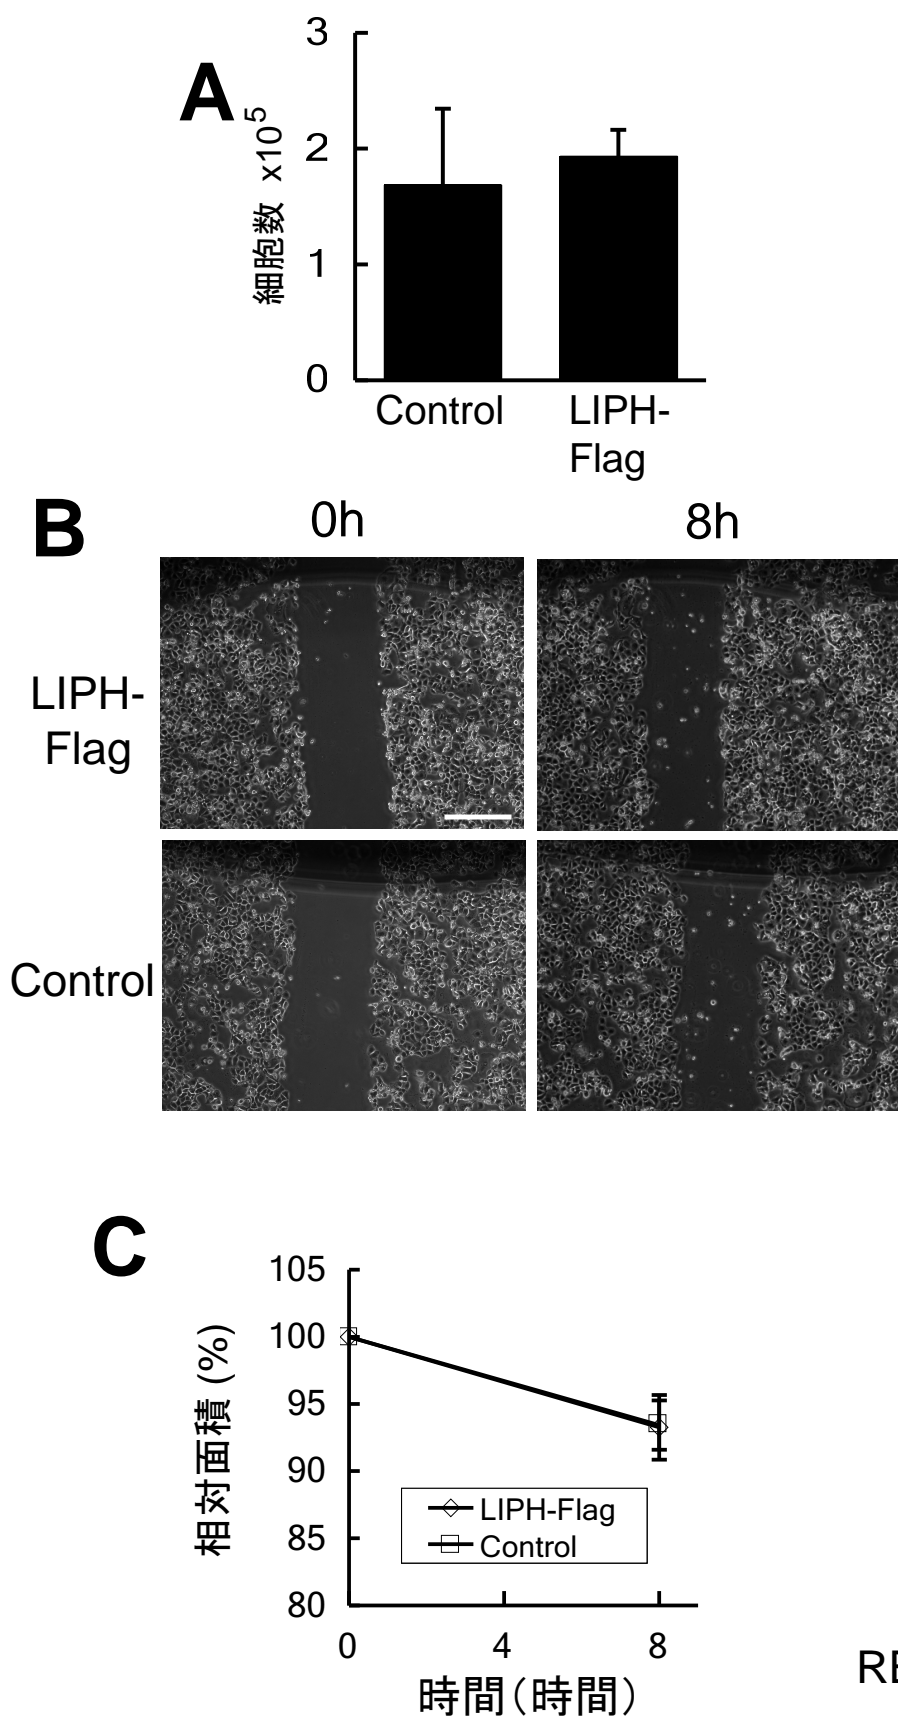 A
細胞数 x10^5
3
2
1
0
Control
LIPH-
Flag
B
0h
8h
LIPH-
Flag
Control
C
相対面積 (%)
105
100
95
90
85
80
LIPH-Flag
Control
0
4
8
時間(時間)